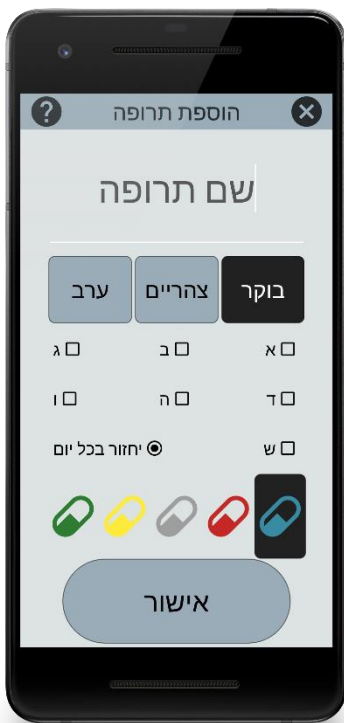 הוספת תרופה ?
שם תרופה
בוקר צהריים ערב
א ב ג
ד ה ו
ש יחזור בכל יום
אישור